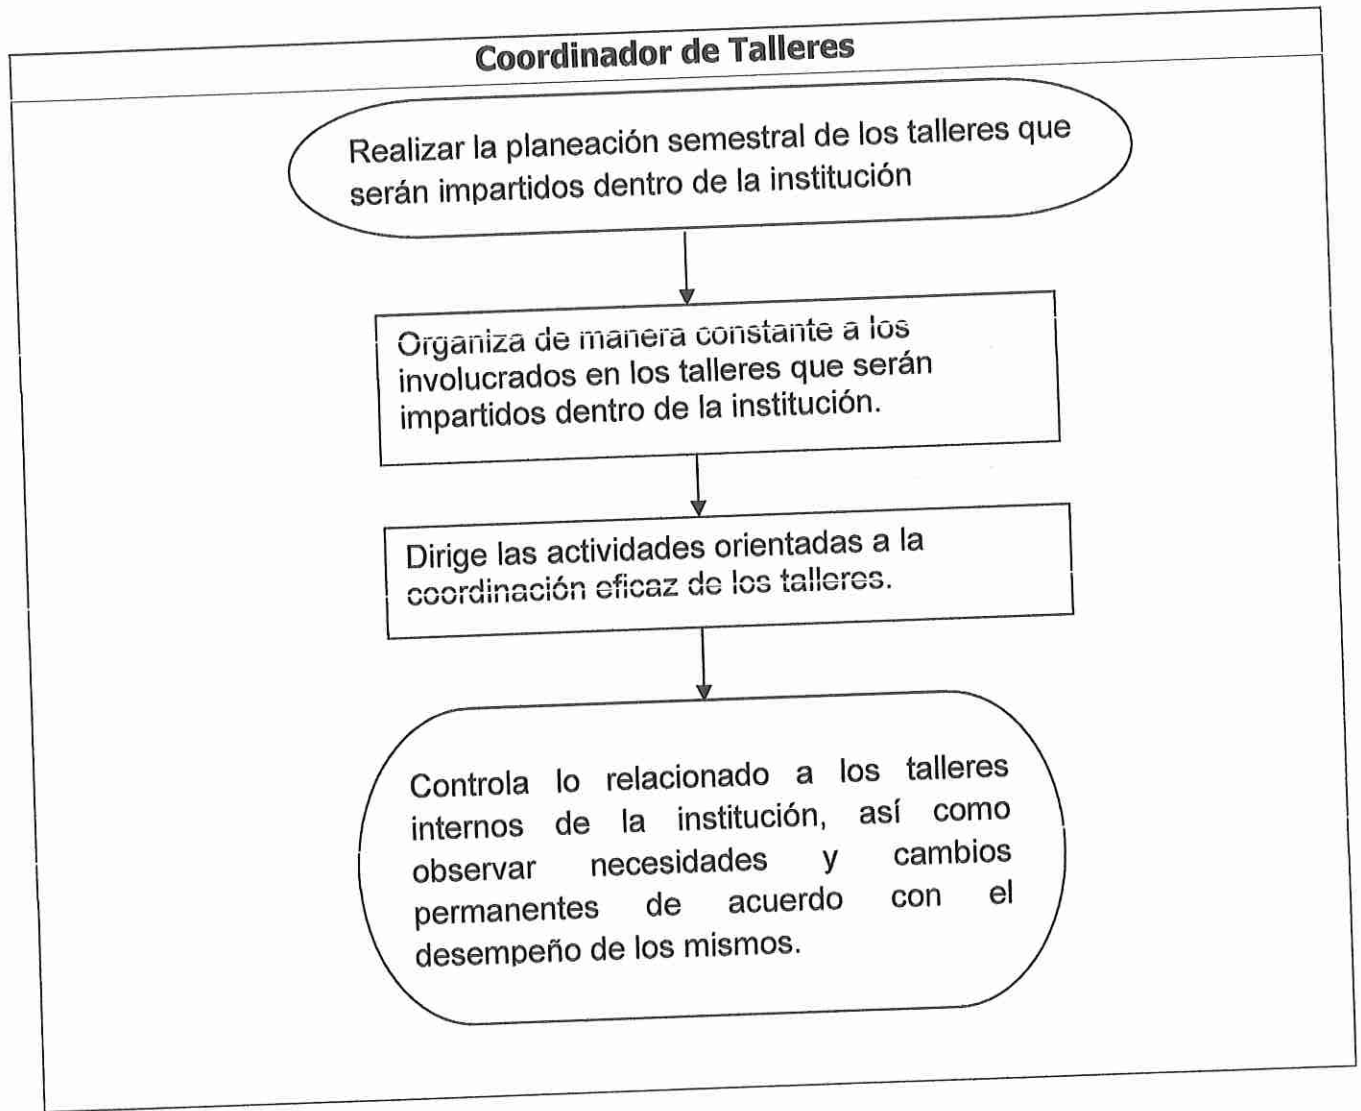 Coordinador de Talleres
Realizar la planeación semestral de los talleres que
serán impartidos dentro de la institución
Organiza de manera constante a los
involucrados en los talleres que serán
impartidos dentro de la institución.
Dirige las actividades orientadas a la
coordinación eficaz de los talleres.
Controla lo relacionado a los talleres
internos de la institución, así como
observar necesidades y cambios
permanentes de acuerdo con el
desempeño de los mismos.